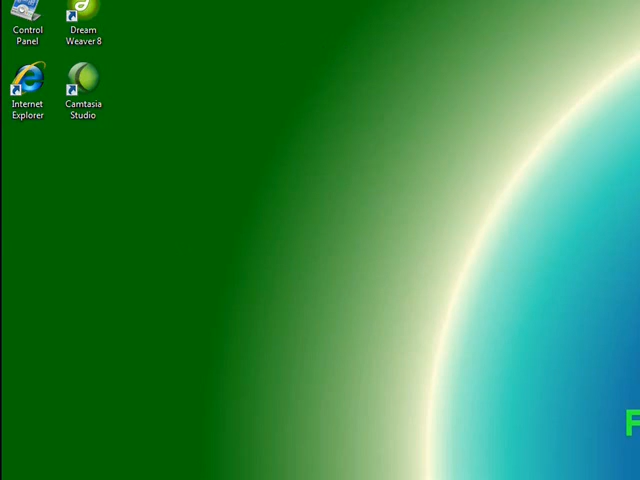 Control
Panel
Dream
Weaver 8
Internet
Explorer
Camtasia
Studio
F